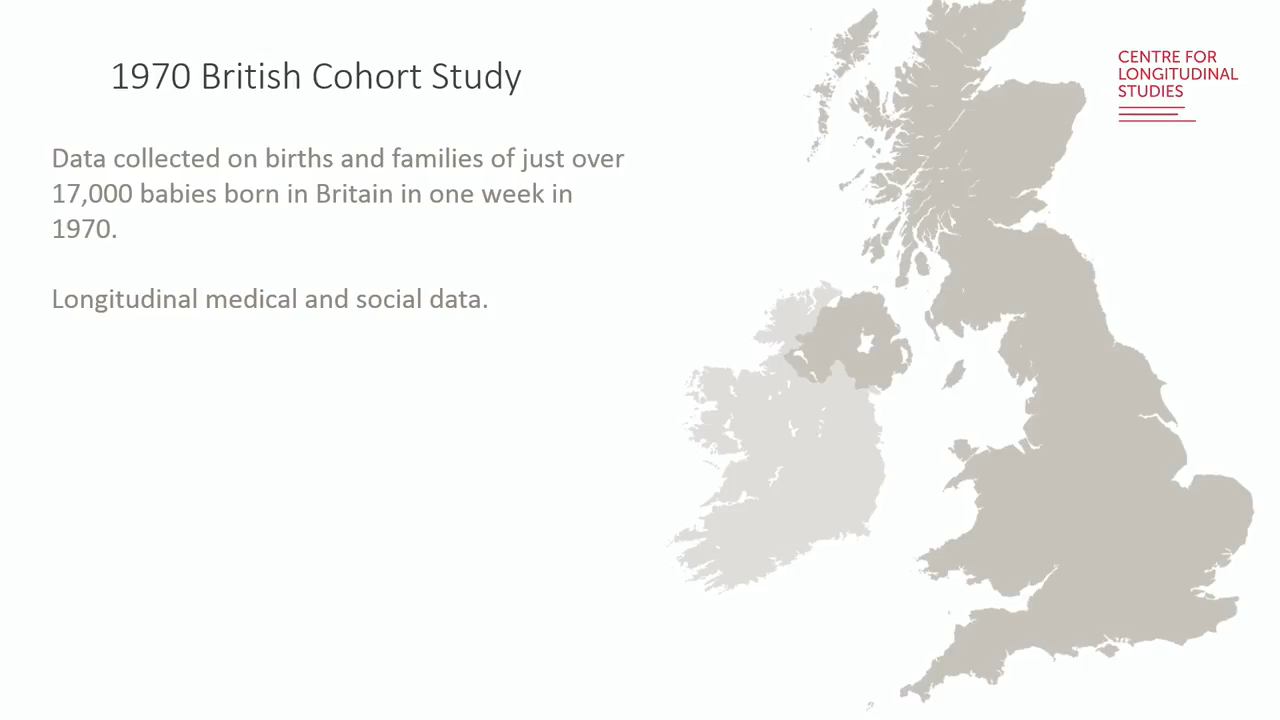 1970 British Cohort Study
CENTRE FOR
LONGITUDINAL
STUDIES
Data collected on births and families of just over
17,000 babies born in Britain in one week in
1970.
Longitudinal medical and social data.